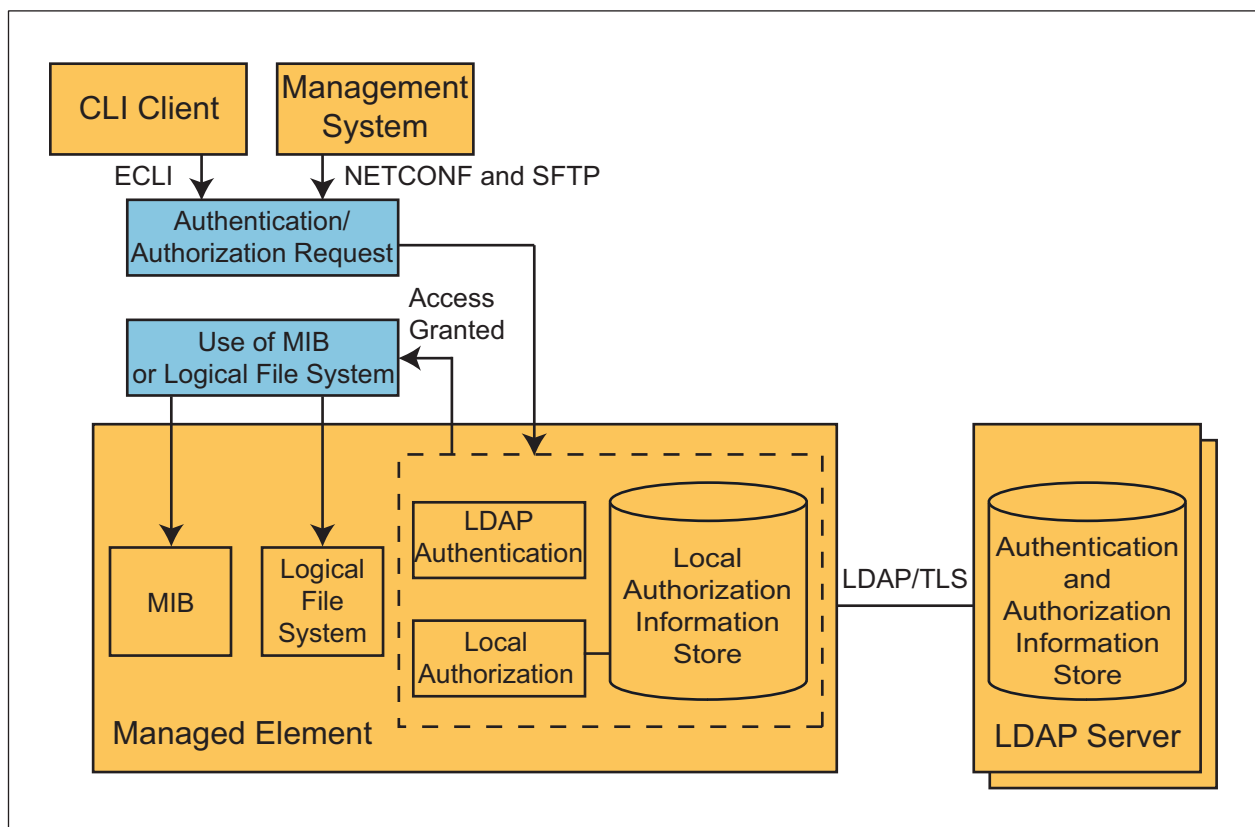 CLI Client
Management
System
ECLI
NETCONF and SFTP
Authentication/
Authorization Request
Access
Granted
Use of MIB
or Logical File System
LDAP
Authentication
Local
Authorization
Information
Store
MIB
Logical
File
System
Local
Authorization
Managed Element
LDAP/TLS
Authentication
and
Authorization
Information
Store
LDAP Server